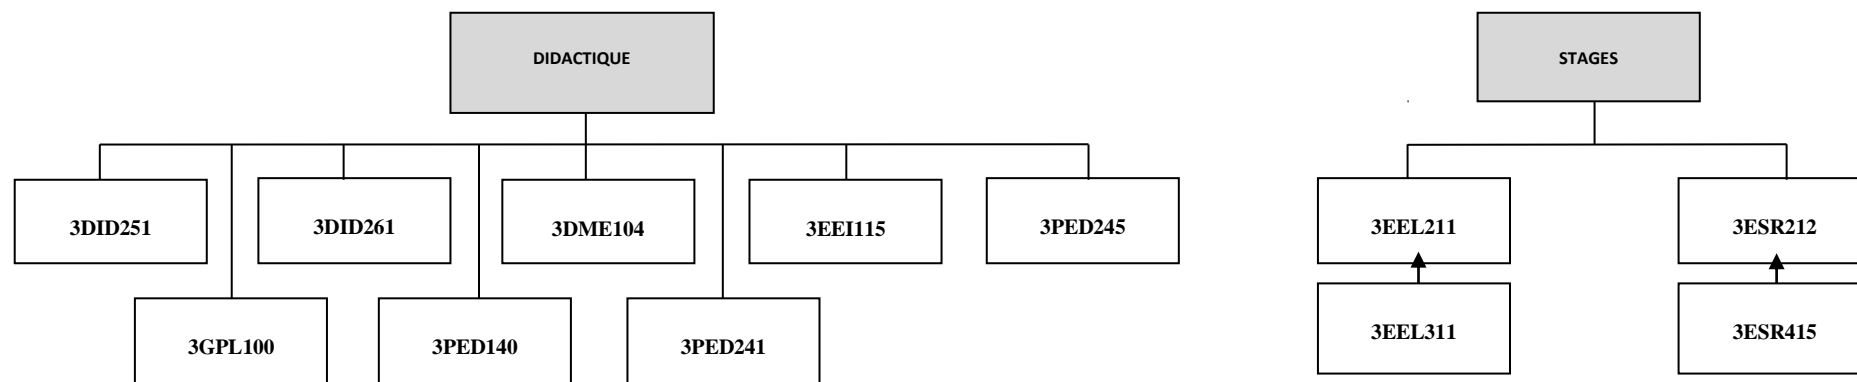 DIDACTIQUE
STAGES
3DID251
3DID261
3DME104
3EEI115
3PED245
3EEL211
3ESR212
3GPL100
3PED140
3PED241
3EEL311
3ESR415